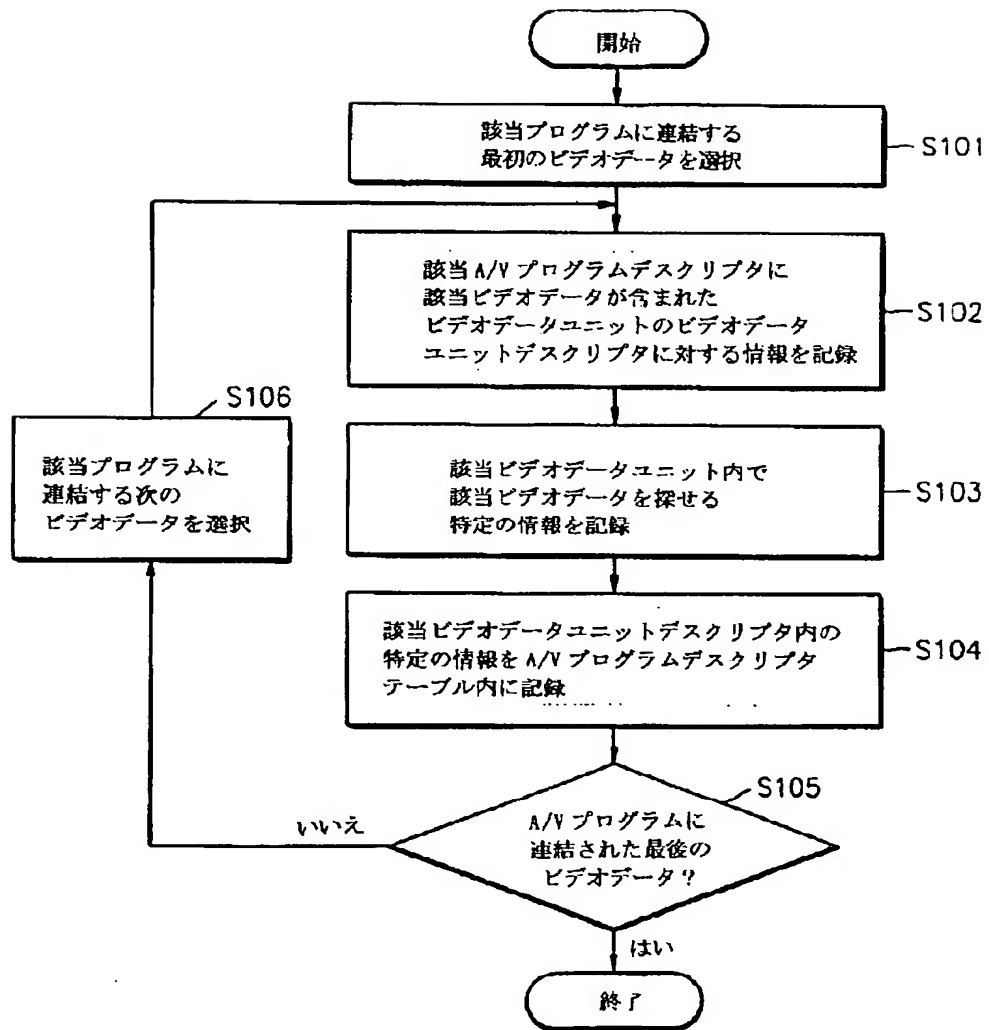 開始
該当プログラムに連結する
最初のビデオデータを選択
S101
該当A/Vプログラムデスクリプタに
該当ビデオデータが含まれた
ビデオデータユニットのビデオデータ
ユニットデスクリプタに対する情報を記録
S102
S106
該当プログラムに
連結する次の
ビデオデータを選択
該当ビデオデータユニット内で
該当ビデオデータを探せる
特定の情報を記録
S103
該当ビデオデータユニットデスクリプタ内の
特定の情報をA/Vプログラムデスクリプタ
テーブル内に記録
S104
S105
いいえ
A/Vプログラムに
連結された最後の
ビデオデータ?
はい
終了